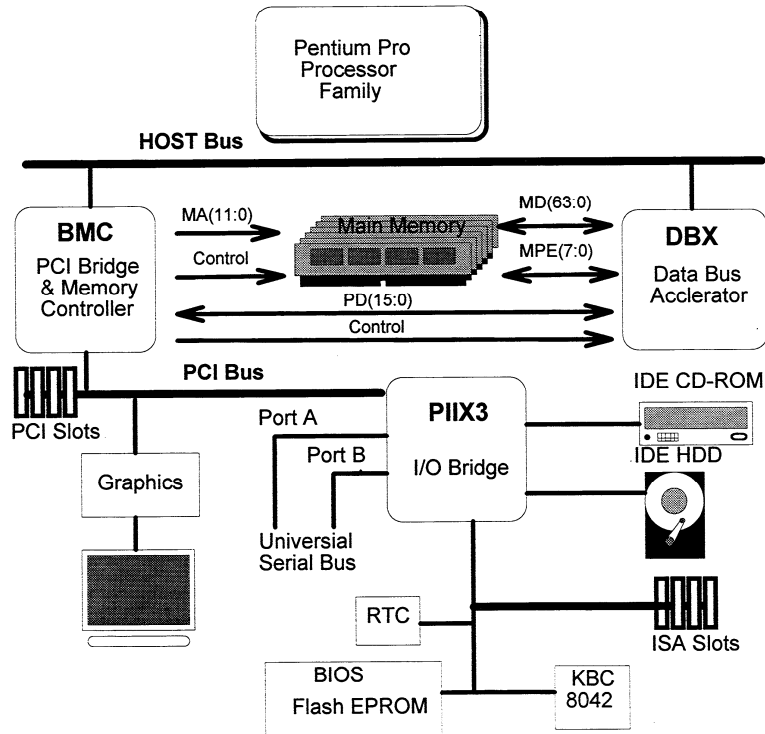 Pentium Pro
Processor
Family
HOST Bus
BMC
PCI Bridge
& Memory
Controller
MA(11:0)
Control
Main Memory
MD(63:0)
MPE(7:0)
DBX
Data Bus
Acclerator
PD(15:0)
Control
PCI Bus
PCI Slots
Graphics
Port A
Port B
Universial
Serial Bus
PIIX3
I/O Bridge
IDE CD-ROM
IDE HDD
RTC
ISA Slots
BIOS
Flash EPROM
KBC
8042